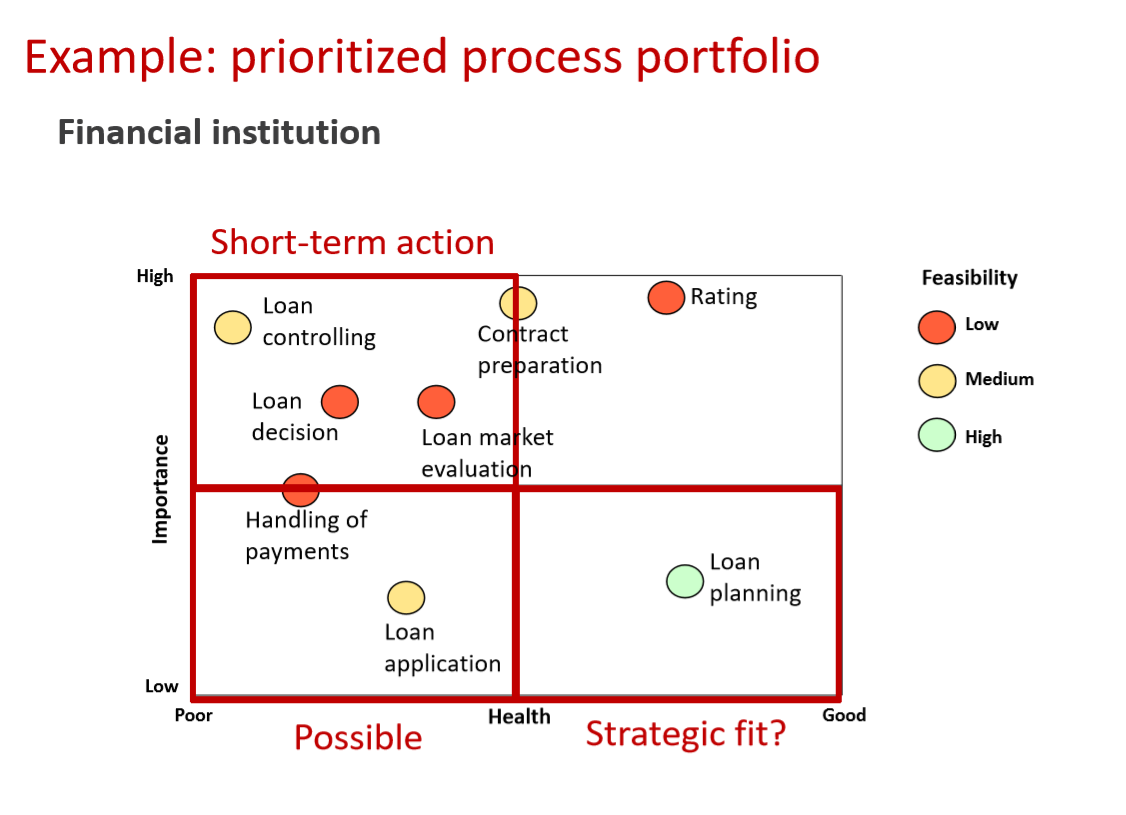 Example: prioritized process portfolio
Financial institution
Short-term action
High
Loan
controlling
Contract
preparation
Rating
Loan
decision
Loan market
evaluation
Importance
Handling of
payments
Loan
application
Loan
planning
Low
Poor
Health
Good
Possible
Strategic fit?
Feasibility
Low
Medium
High